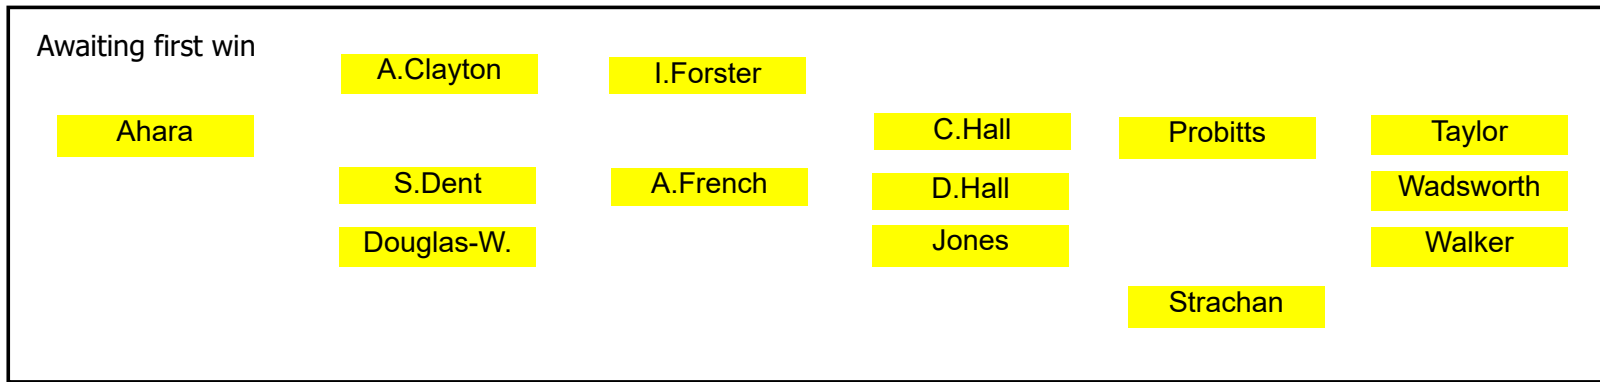 Awaiting first win
A.Clayton
I.Forster
Ahara
C.Hall
Probitts
Taylor
S.Dent
A.French
D.Hall
Wadsworth
Douglas-W.
Jones
Walker
Strachan